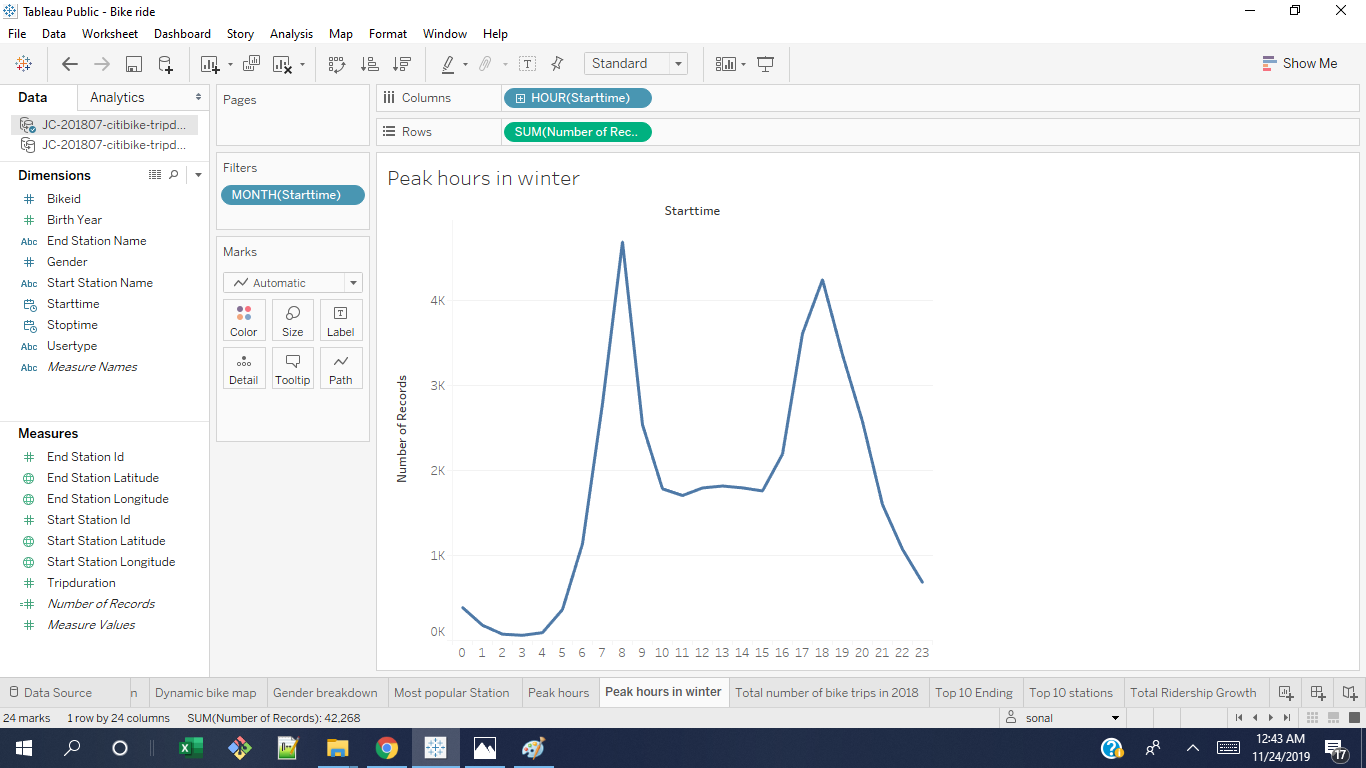 Tableau Public - Bike ride
File Data Worksheet Dashboard Story Analysis Map Format Window Help
Standard
Show Me
Data Analytics
JC-201807-citibike-tripd...
JC-201807-citibike-tripd...
Dimensions
# Bikeid
# Birth Year
Abc End Station Name
# Gender
Abc Start Station Name
Starttime
Stoptime
Abc Usertype
Abc Measure Names
Measures
# End Station Id
End Station Latitude
End Station Longitude
# Start Station Id
Start Station Latitude
Start Station Longitude
# Tripduration
=# Number of Records
# Measure Values
Pages
Filters
MONTH(Starttime)
Marks
Automatic
Color Size Label
Detail Tooltip Path
Columns HOUR(Starttime)
Rows SUM(Number of Rec..
Peak hours in winter
Starttime
Number of Records
4K
3K
2K
1K
0K
0 1 2 3 4 5 6 7 8 9 10 11 12 13 14 15 16 17 18 19 20 21 22 23
Data Source n Dynamic bike map Gender breakdown Most popular Station Peak hours Peak hours in winter Total number of bike trips in 2018 Top 10 Ending Top 10 stations Total Ridership Growth
24 marks 1 row by 24 columns SUM(Number of Records): 42,268 sonal
12:43 AM
11/24/2019
17